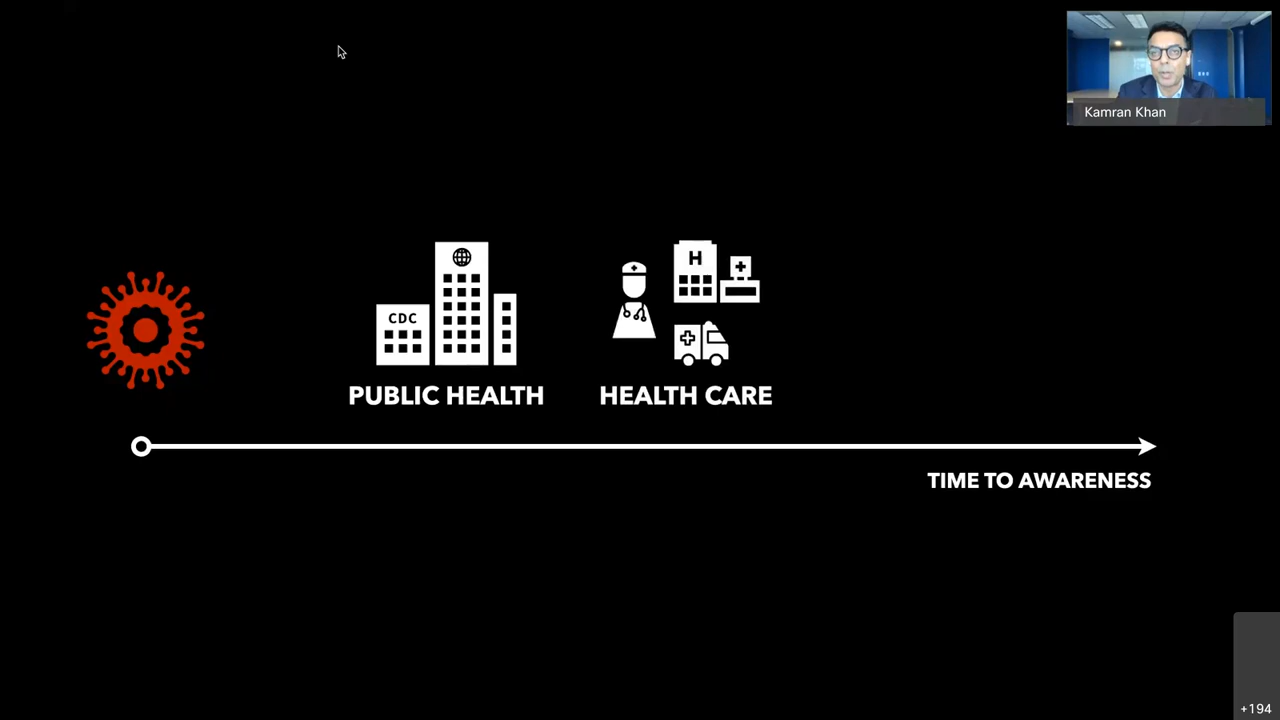 Kamran Khan
CDC
H
PUBLIC HEALTH
HEALTH CARE
TIME TO AWARENESS
+194